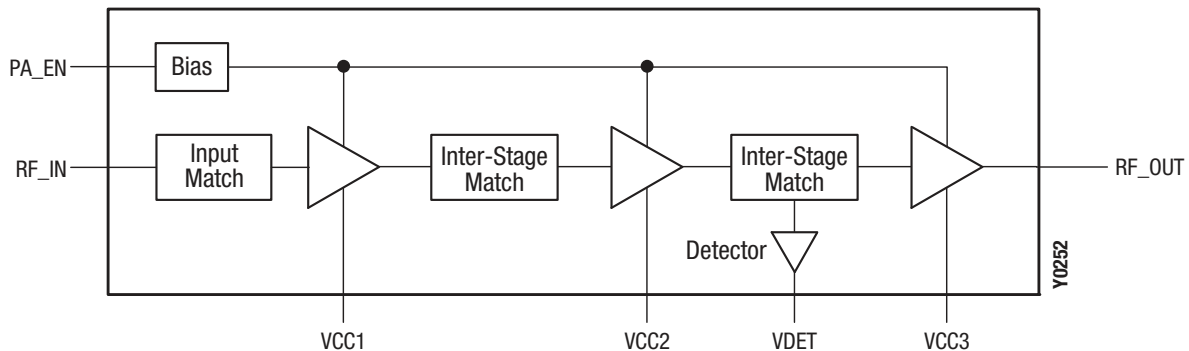 PA_EN
Bias
RF_IN
Input
Match
Inter-Stage
Match
Inter-Stage
Match
RF_OUT
Detector
Y0252
VCC1
VCC2
VDET
VCC3